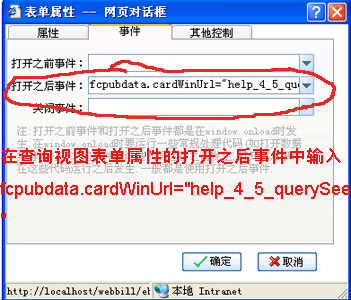 表单属性 -- 网页对话框
属性 事件 其他控制
打开之前事件：
打开之后事件： fcpubdata.cardWinUrl="help_4_5_que
关闭事件：
注：打开之前事件和打开之后事件都是在window.onload时发
生.在window.onload时要运行一些常规处理代码(如打开数据
在查询视图表单属性的打开之后事件中输入
在这些代码运行之后发生.一般都是使用打开之后事件.
fcpubdata.cardWinUrl="help_4_5_querySee
确定 取消
http://localhost/webbill/eb 本地 Intranet